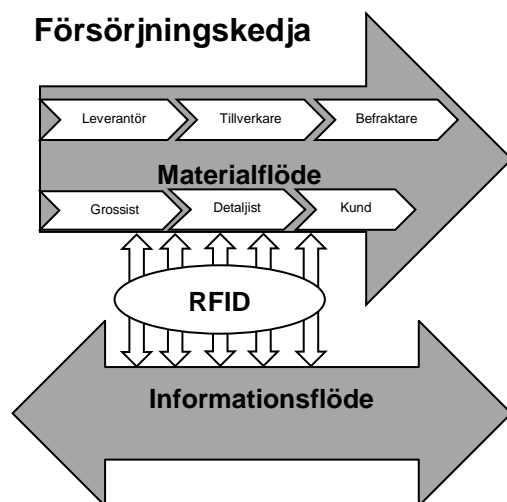 Försörjningskedja
Leverantör Tillverkare Befraktare
Materialflöde
Grossist Detaljist Kund
RFID
Informationsflöde